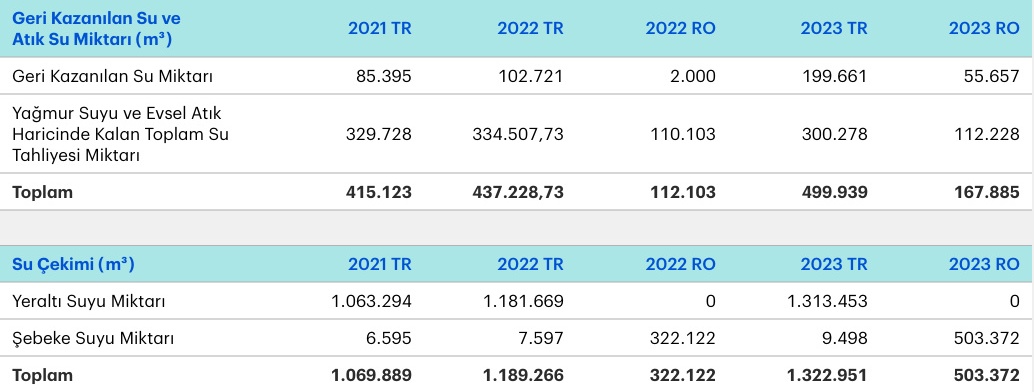 Geri Kazanılan Su ve
Atık Su Miktarı (m³) 2021 TR 2022 TR 2022 RO 2023 TR 2023 RO
Geri Kazanılan Su Miktarı 85.395 102.721 2.000 199.661 55.657
Yağmur Suyu ve Evsel Atık
Haricinde Kalan Toplam Su 329.728 334.507,73 110.103 300.278 112.228
Tahliyesi Miktarı
Toplam 415.123 437.228,73 112.103 499.939 167.885
Su Çekimi (m³) 2021 TR 2022 TR 2022 RO 2023 TR 2023 RO
Yeraltı Suyu Miktarı 1.063.294 1.181.669 0 1.313.453 0
Şebeke Suyu Miktarı 6.595 7.597 322.122 9.498 503.372
Toplam 1.069.889 1.189.266 322.122 1.322.951 503.372